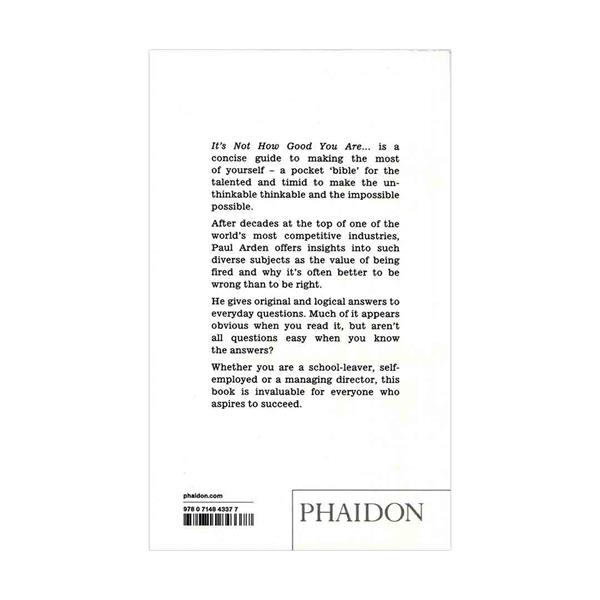 It's Not How Good You Are... is a
concise guide to making the most
of yourself – a pocket 'bible' for the
talented and timid to make the un-
thinkable thinkable and the impossible
possible.
After decades at the top of one of the
world's most competitive industries,
Paul Arden offers insights into such
diverse subjects as the value of being
fired and why it's often better to be
wrong than to be right.
He gives original and logical answers to
everyday questions. Much of it appears
obvious when you read it, but aren't
all questions easy when you know
the answers?
Whether you are a school-leaver, self-
employed or a managing director, this
book is invaluable for everyone who
aspires to succeed.
phaidon.com
978 0 7148 4337 7
PHAIDON